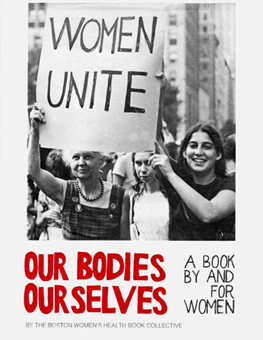 WOMEN
UNITE
OUR BODIES
OURSELVES
A BOOK
BY AND
FOR
WOMEN
BY THE BOSTON WOMEN'S HEALTH BOOK COLLECTIVE